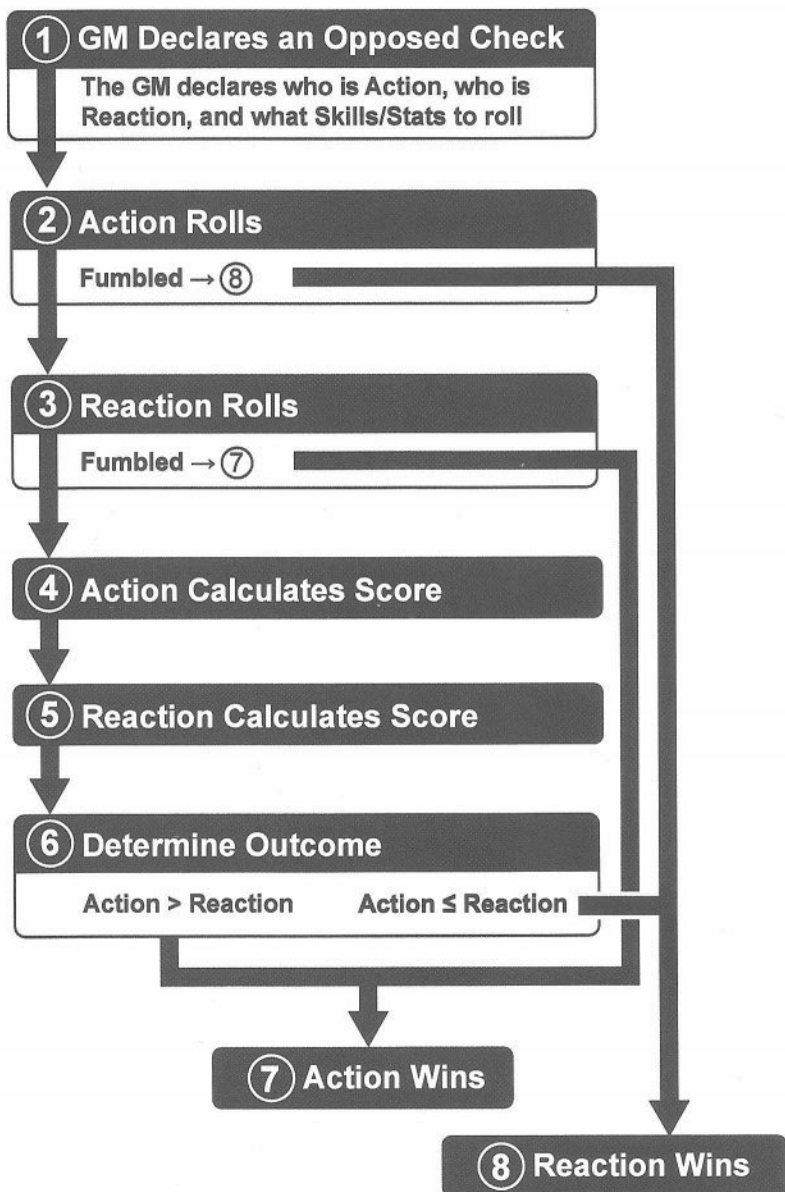 ① GM Declares an Opposed Check
The GM declares who is Action, who is
Reaction, and what Skills/Stats to roll
② Action Rolls
Fumbled → ⑧
③ Reaction Rolls
Fumbled → ⑦
④ Action Calculates Score
⑤ Reaction Calculates Score
⑥ Determine Outcome
Action > Reaction Action ≤ Reaction
⑦ Action Wins
⑧ Reaction Wins